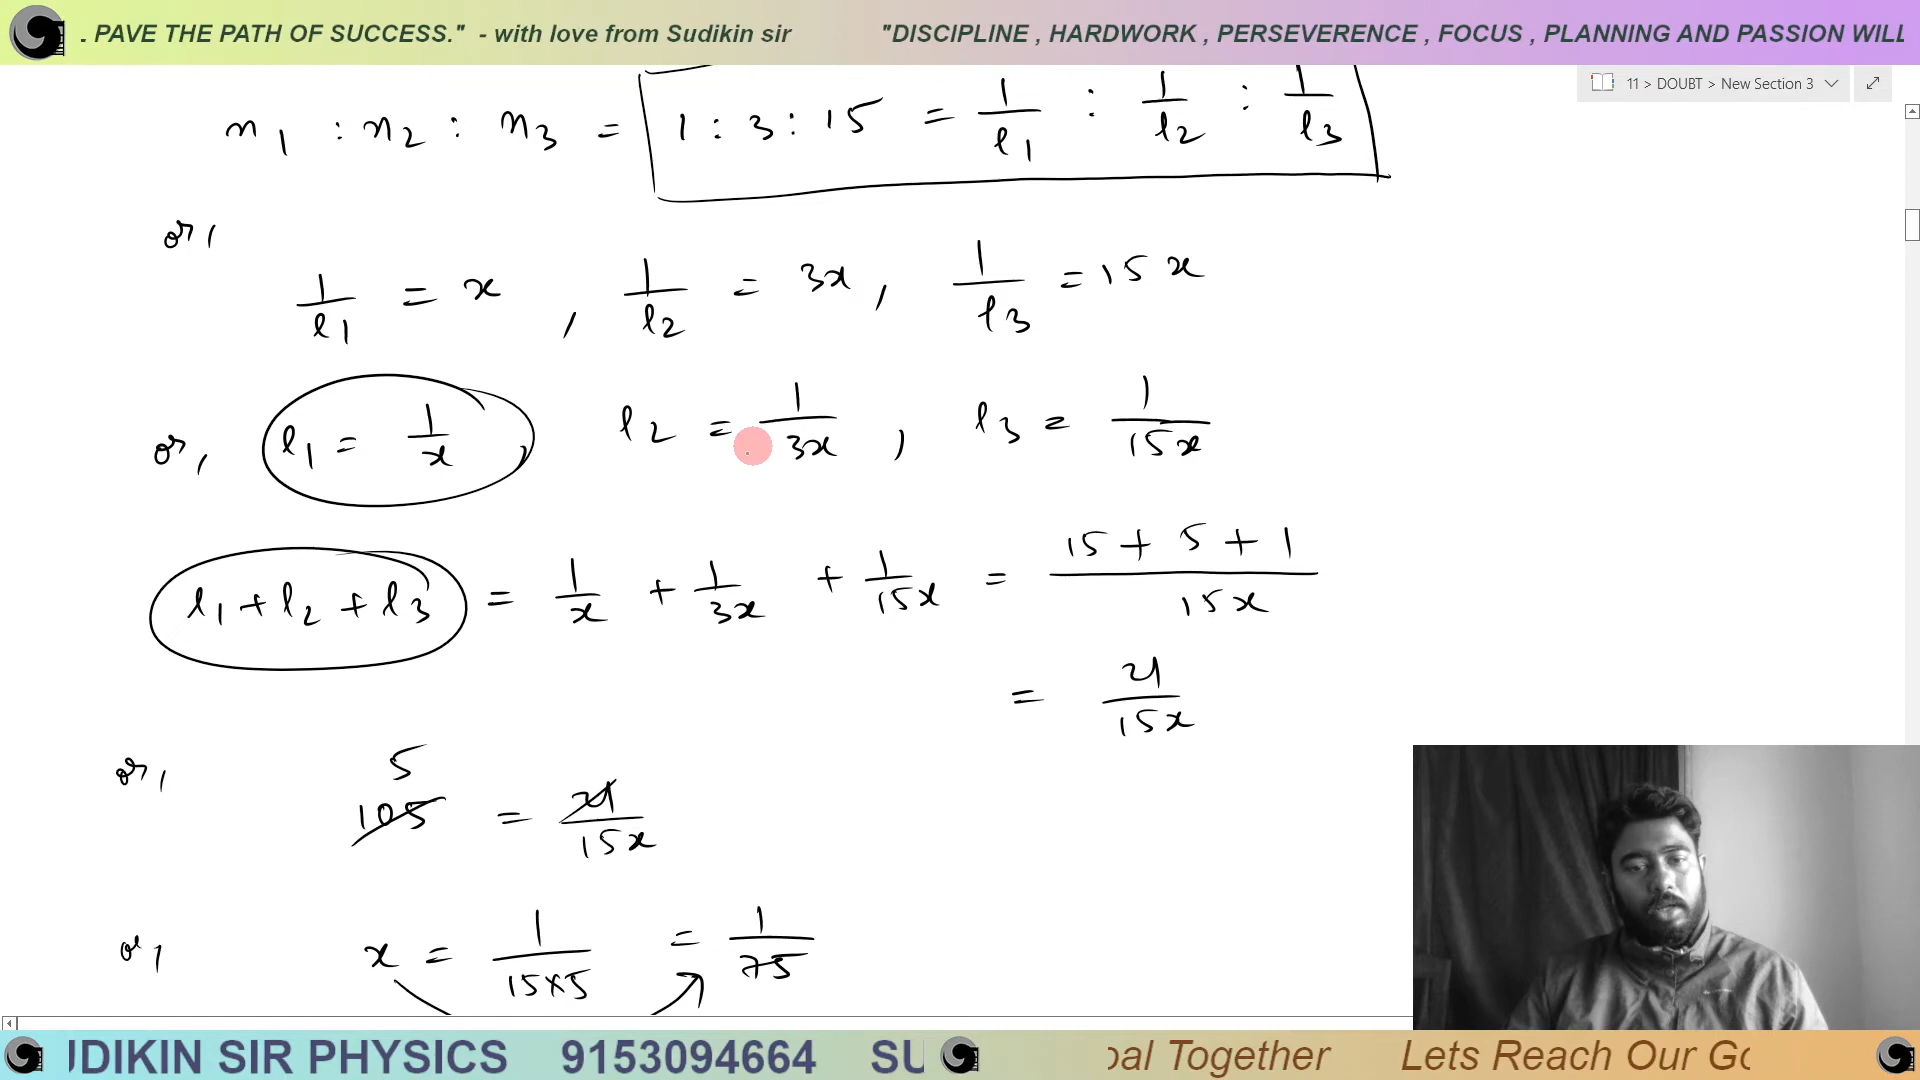 . PAVE THE PATH OF SUCCESS." - with love from Sudikin sir "DISCIPLINE , HARDWORK , PERSEVERENCE , FOCUS , PLANNING AND PASSION WILL
11 > DOUBT > New Section 3
n1 : n2 : n3 = 1 : 3 : 15 = 1/l1 : 1/l2 : 1/l3
or,
1/l1 = x , 1/l2 = 3x , 1/l3 = 15x
or, l1 = 1/x , l2 = 1/3x , l3 = 1/15x
l1 + l2 + l3 = 1/x + 1/3x + 1/15x = 15 + 5 + 1/15x
= 21/15x
5
or, 105 = 21/15x
or, x = 1/15×5 = 1/75
UDIKIN SIR PHYSICS 9153094664 SU
oal Together Lets Reach Our Go